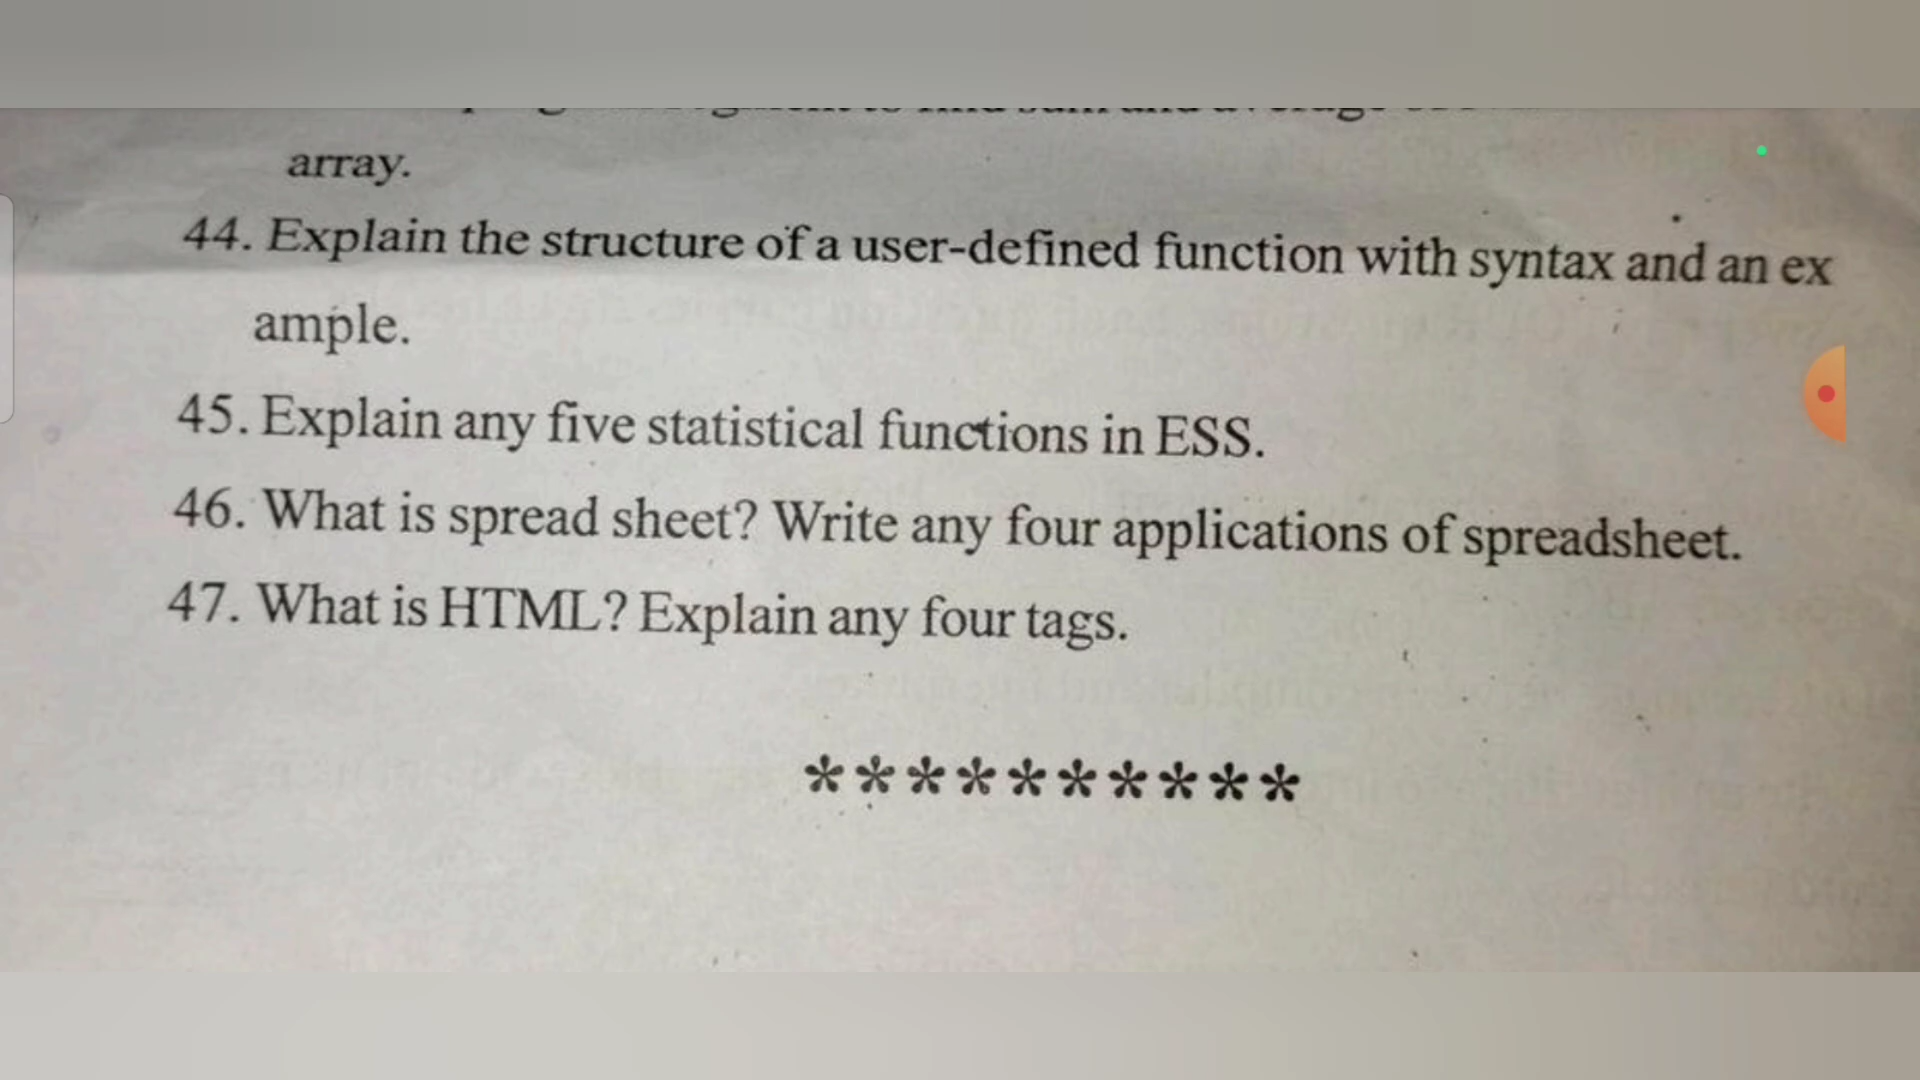 array.
44. Explain the structure of a user-defined function with syntax and an ex
ample.
45. Explain any five statistical functions in ESS.
46. What is spread sheet? Write any four applications of spreadsheet.
47. What is HTML? Explain any four tags.
**********